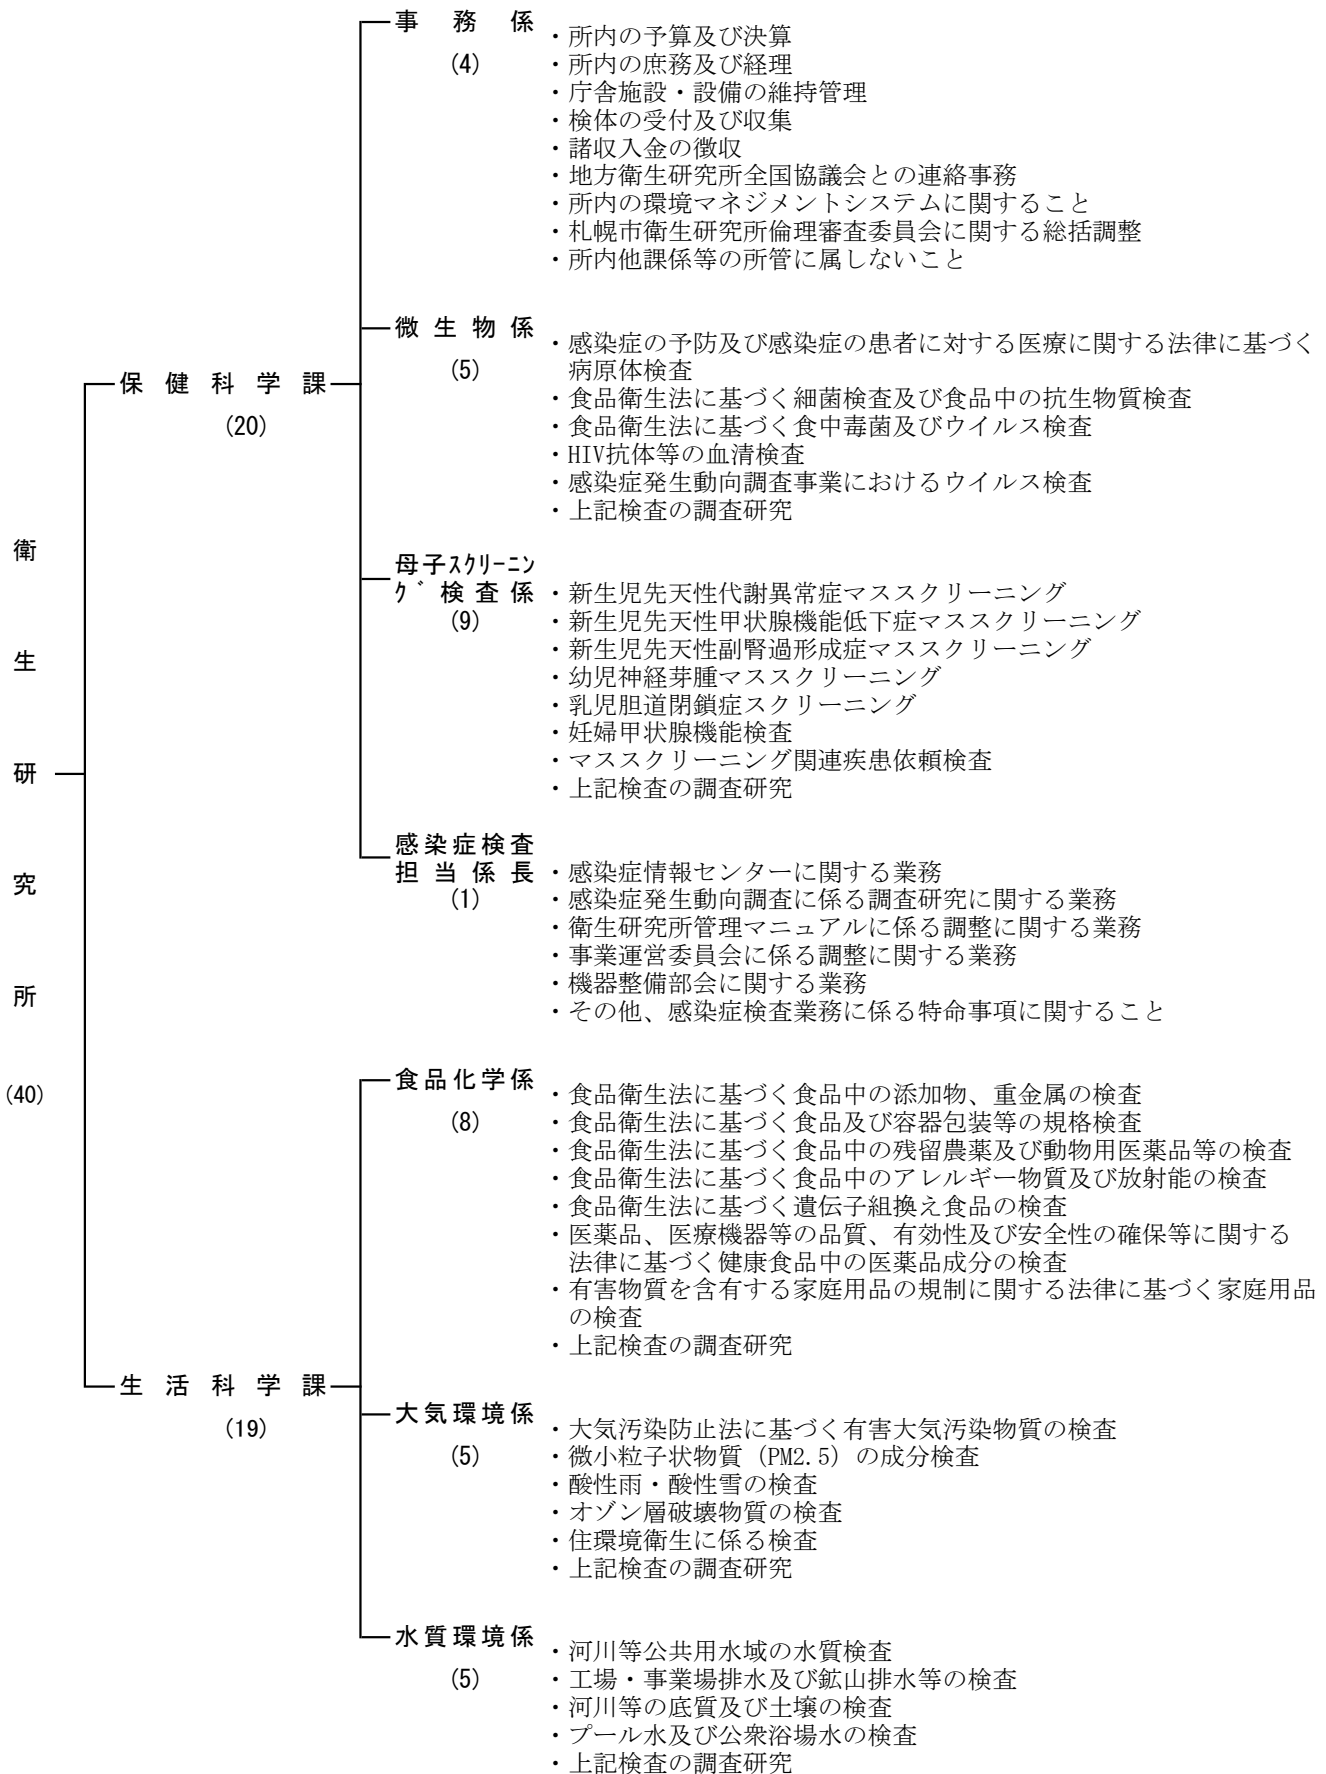 衛生研究所
(40)
保健科学課
(20)
事務係
(4)
・所内の予算及び決算
・所内の庶務及び経理
・庁舎施設・設備の維持管理
・検体の受付及び収集
・諸収入金の徴収
・地方衛生研究所全国協議会との連絡事務
・所内の環境マネジメントシステムに関すること
・札幌市衛生研究所倫理審査委員会に関する総括調整
・所内他課係等の所管に属しないこと
微生物係
(5)
・感染症の予防及び感染症の患者に対する医療に関する法律に基づく
病原体検査
・食品衛生法に基づく細菌検査及び食品中の抗生物質検査
・食品衛生法に基づく食中毒菌及びウイルス検査
・HIV抗体等の血清検査
・感染症発生動向調査事業におけるウイルス検査
・上記検査の調査研究
母子ｽｸﾘｰﾆﾝ
ｸﾞ検査係
(9)
・新生児先天性代謝異常症マススクリーニング
・新生児先天性甲状腺機能低下症マススクリーニング
・新生児先天性副腎過形成症マススクリーニング
・幼児神経芽腫マススクリーニング
・乳児胆道閉鎖症スクリーニング
・妊婦甲状腺機能検査
・マススクリーニング関連疾患依頼検査
・上記検査の調査研究
感染症検査
担当係長
(1)
・感染症情報センターに関する業務
・感染症発生動向調査に係る調査研究に関する業務
・衛生研究所管理マニュアルに係る調整に関する業務
・事業運営委員会に係る調整に関する業務
・機器整備部会に関する業務
・その他、感染症検査業務に係る特命事項に関すること
生活科学課
(19)
食品化学係
(8)
・食品衛生法に基づく食品中の添加物、重金属の検査
・食品衛生法に基づく食品及び容器包装等の規格検査
・食品衛生法に基づく食品中の残留農薬及び動物用医薬品等の検査
・食品衛生法に基づく食品中のアレルギー物質及び放射能の検査
・食品衛生法に基づく遺伝子組換え食品の検査
・医薬品、医療機器等の品質、有効性及び安全性の確保等に関する
法律に基づく健康食品中の医薬品成分の検査
・有害物質を含有する家庭用品の規制に関する法律に基づく家庭用品
の検査
・上記検査の調査研究
大気環境係
(5)
・大気汚染防止法に基づく有害大気汚染物質の検査
・微小粒子状物質（PM2.5）の成分検査
・酸性雨・酸性雪の検査
・オゾン層破壊物質の検査
・住環境衛生に係る検査
・上記検査の調査研究
水質環境係
(5)
・河川等公共用水域の水質検査
・工場・事業場排水及び鉱山排水等の検査
・河川等の底質及び土壌の検査
・プール水及び公衆浴場水の検査
・上記検査の調査研究